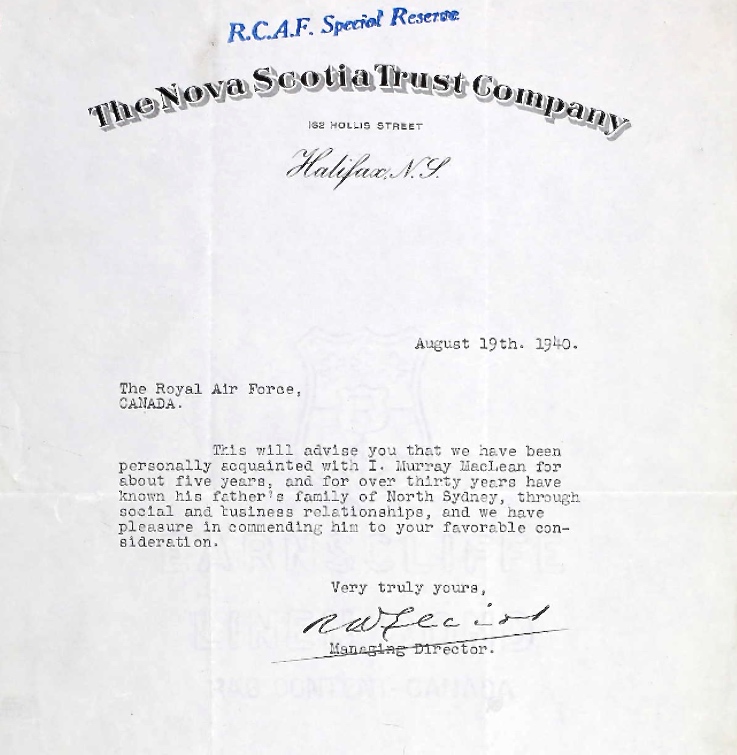 R.C.A.F. Special Reserve
The Nova Scotia Trust Company
162 HOLLIS STREET
Halifax, N.S.
August 19th. 1940.
The Royal Air Force,
CANADA.
This will advise you that we have been
personally acquainted with I. Murray MacLean for
about five years, and for over thirty years have
known his father's family of North Sydney, through
social and business relationships, and we have
pleasure in commending him to your favorable con-
sideration.
Very truly yours,
Managing Director.